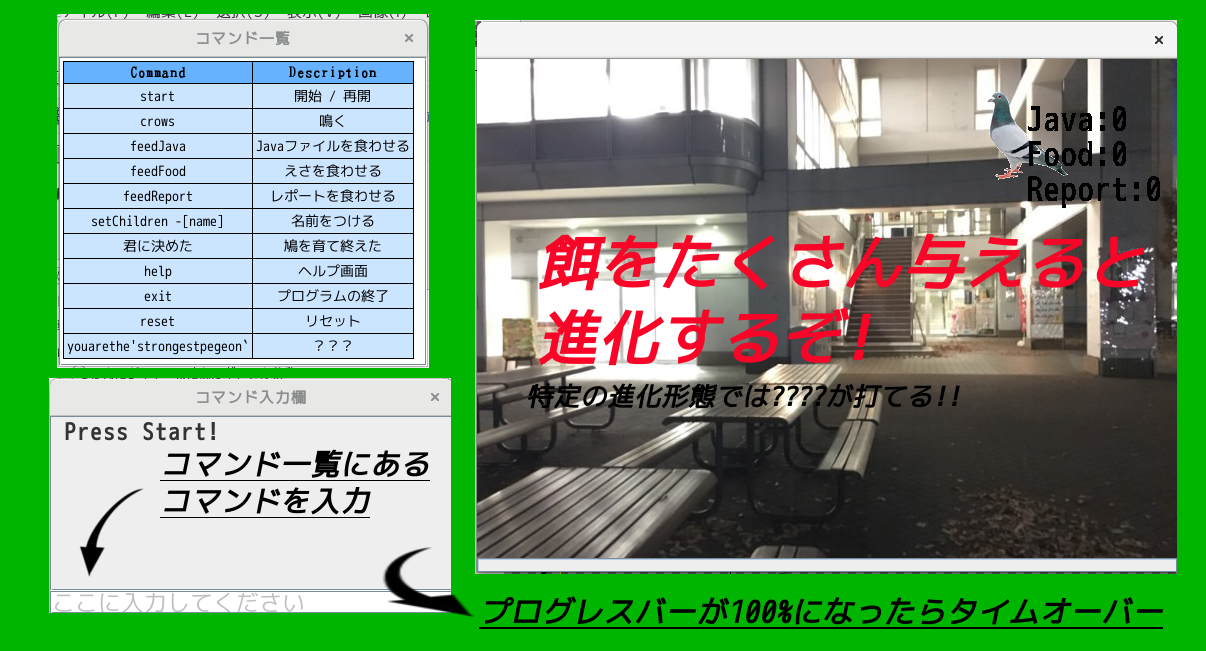 コマンド一覧
Command Description
start 開始 / 再開
crows 鳴く
feedJava Javaファイルを食わせる
feedFood えさを食わせる
feedReport レポートを食わせる
setChildren -[name] 名前をつける
君に決めた 鳩を育て終えた
help ヘルプ画面
exit プログラムの終了
reset リセット
youarethe'strongestpegeon` ？？？
コマンド入力欄
Press Start!
コマンド一覧にある
コマンドを入力
ここに入力してください
Java:0
Food:0
Report:0
餌をたくさん与えると
進化するぞ!
特定の進化形態では????が打てる!!
プログレスバーが100%になったらタイムオーバー